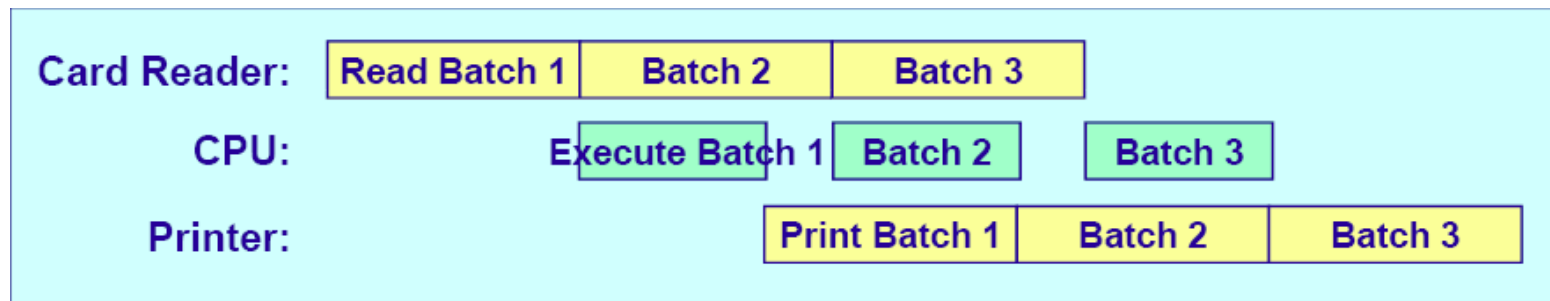 Card Reader: Read Batch 1 Batch 2 Batch 3
CPU: Execute Batch 1 Batch 2 Batch 3
Printer: Print Batch 1 Batch 2 Batch 3